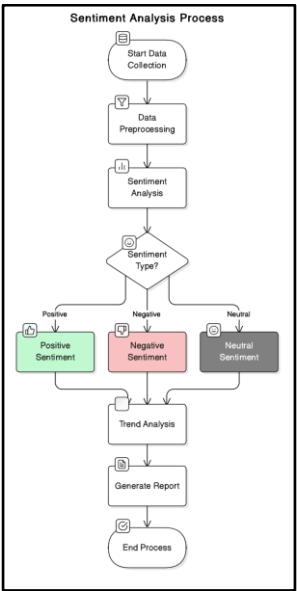 Sentiment Analysis Process
Start Data
Collection
Data
Preprocessing
Sentiment
Analysis
Sentiment
Type?
Positive
Negative
Neutral
Positive
Sentiment
Negative
Sentiment
Neutral
Sentiment
Trend Analysis
Generate Report
End Process